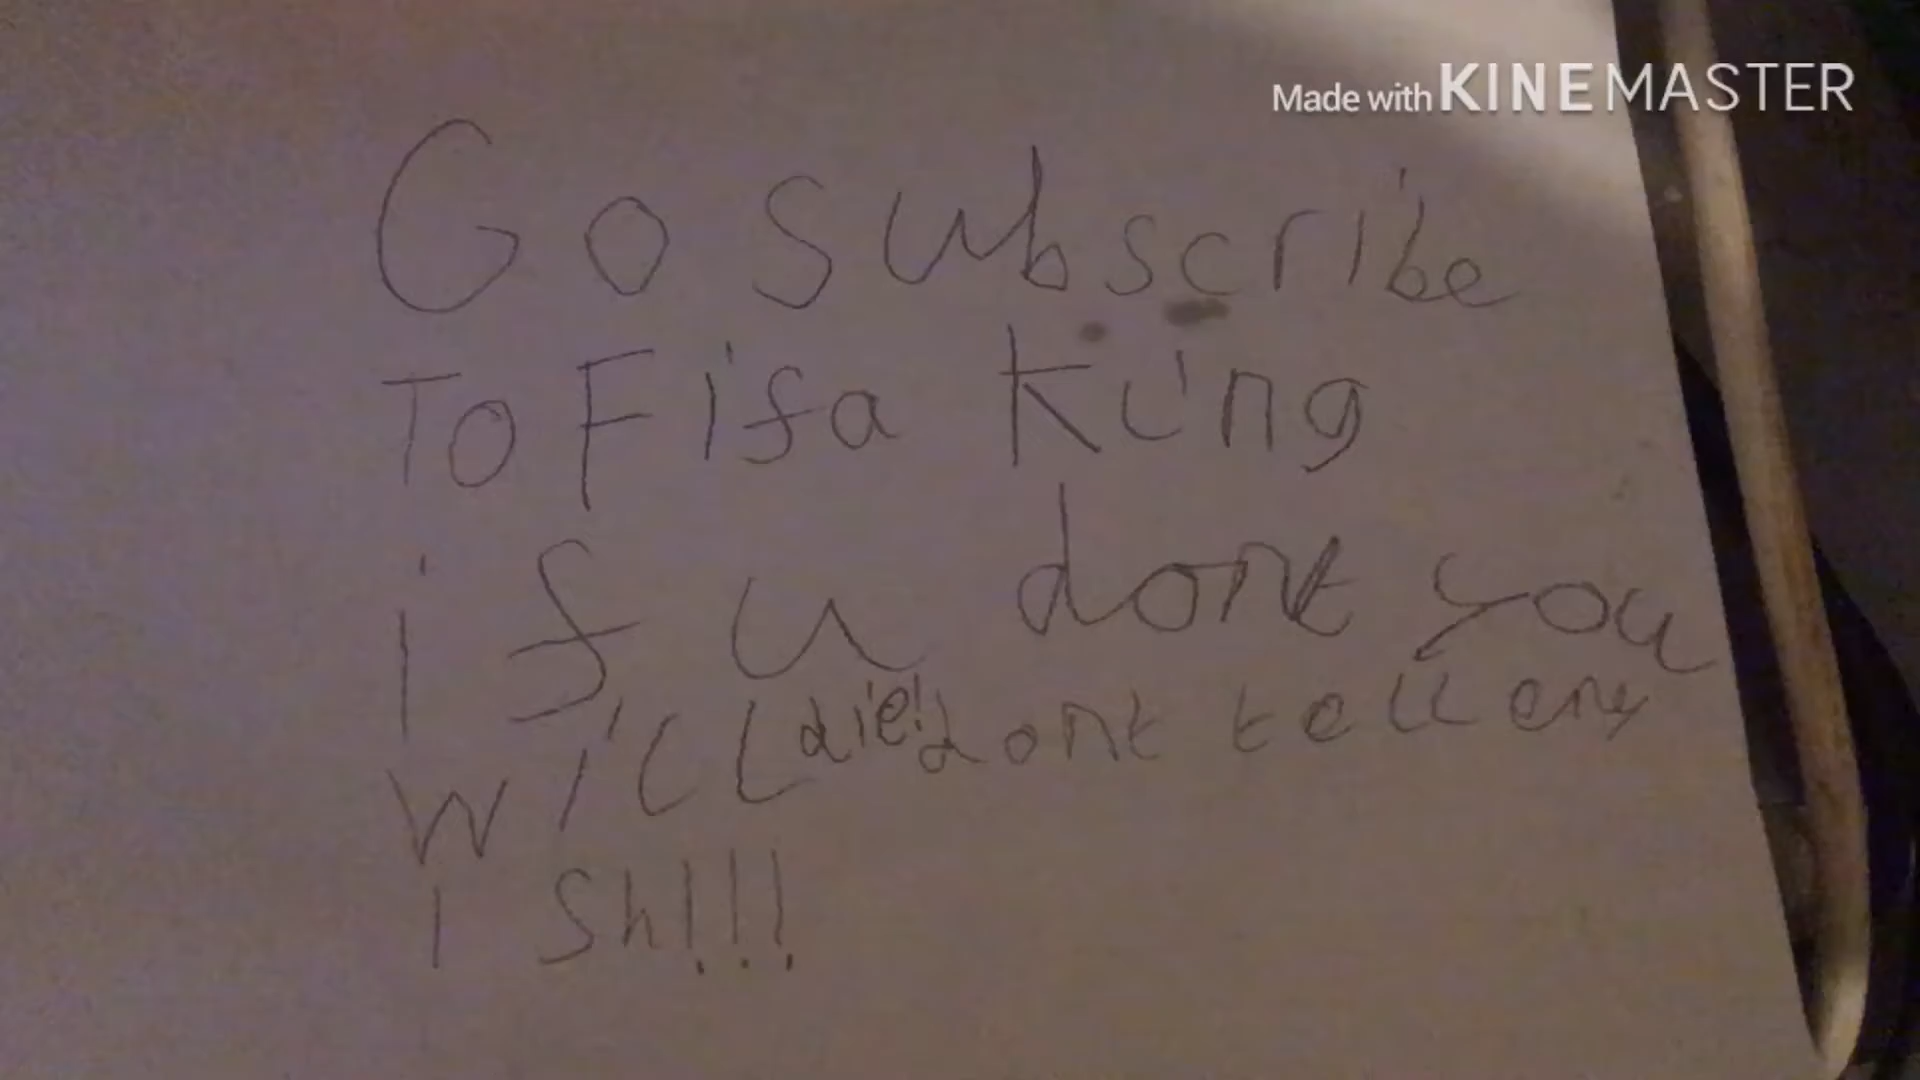 Made with KINEMASTER
Go subscribe
To Fifa King
if u dont you
will die! dont tell eny
1 Sh!!!